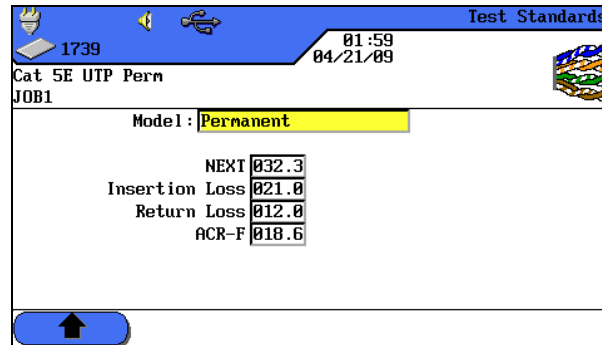 Test Standards
1739
01:59
04/21/09
Cat 5E UTP Perm
JOB1
Model: Permanent
NEXT 032.3
Insertion Loss 021.0
Return Loss 012.0
ACR-F 018.6